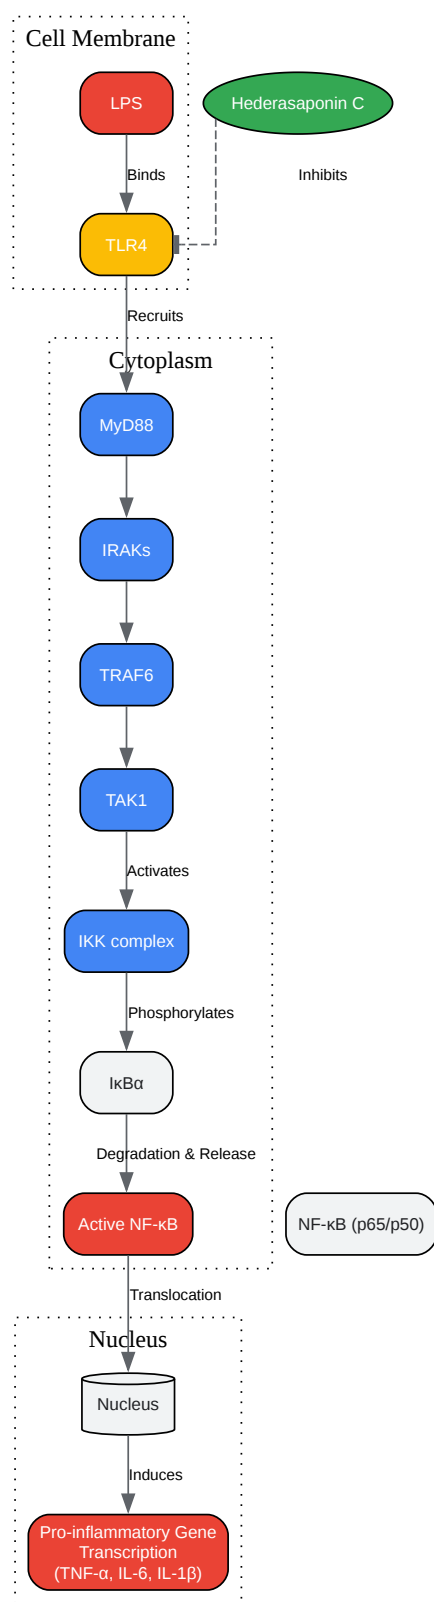 Cell Membrane
LPS
Hederasaponin C
Binds
Inhibits
TLR4
Recruits
Cytoplasm
MyD88
IRAKs
TRAF6
TAK1
Activates
IKK complex
Phosphorylates
IκBα
Degradation & Release
Active NF-κB
NF-κB (p65/p50)
Translocation
Nucleus
Nucleus
Induces
Pro-inflammatory Gene
Transcription
(TNF-α, IL-6, IL-1β)